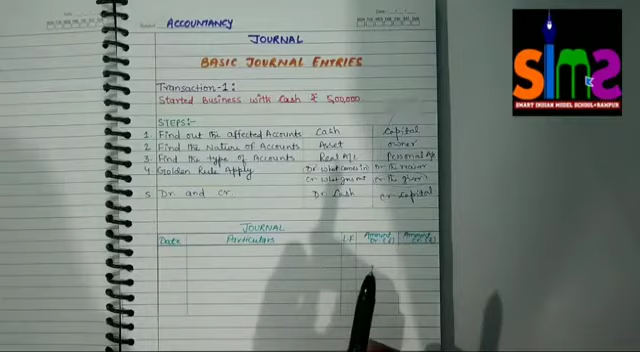 ACCOUNTANCY
JOURNAL
BASIC JOURNAL ENTRIES
Transaction-1:
Started Business with Cash ₹ 5,00,000
STEPS:-
1 Find out the affected Accounts Cash Capital
2 Find the Nature of Accounts Asset owner
3 Find the type of Accounts Real A/c Personal A/c
4 Golden Rule Apply Dr what comes in Dr the
Cr what goes out Cr the
5 Dr and Cr Dr Cash Cr Capital
JOURNAL
Date Particulars L.F Amount Amount
Dr (₹) Cr (₹)
SIMS
SMART INDIAN MODEL SCHOOL-RAMPUR